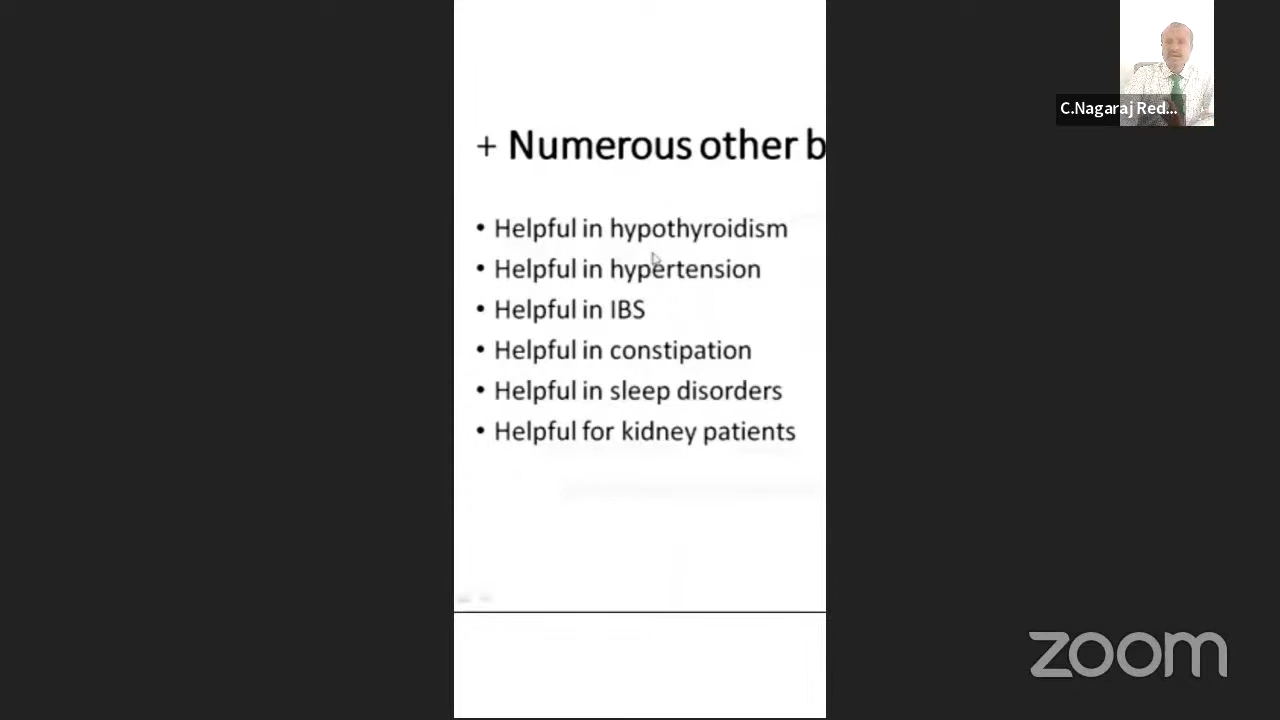 C.Nagaraj Red...
+ Numerous other b
• Helpful in hypothyroidism
• Helpful in hypertension
• Helpful in IBS
• Helpful in constipation
• Helpful in sleep disorders
• Helpful for kidney patients
zoom